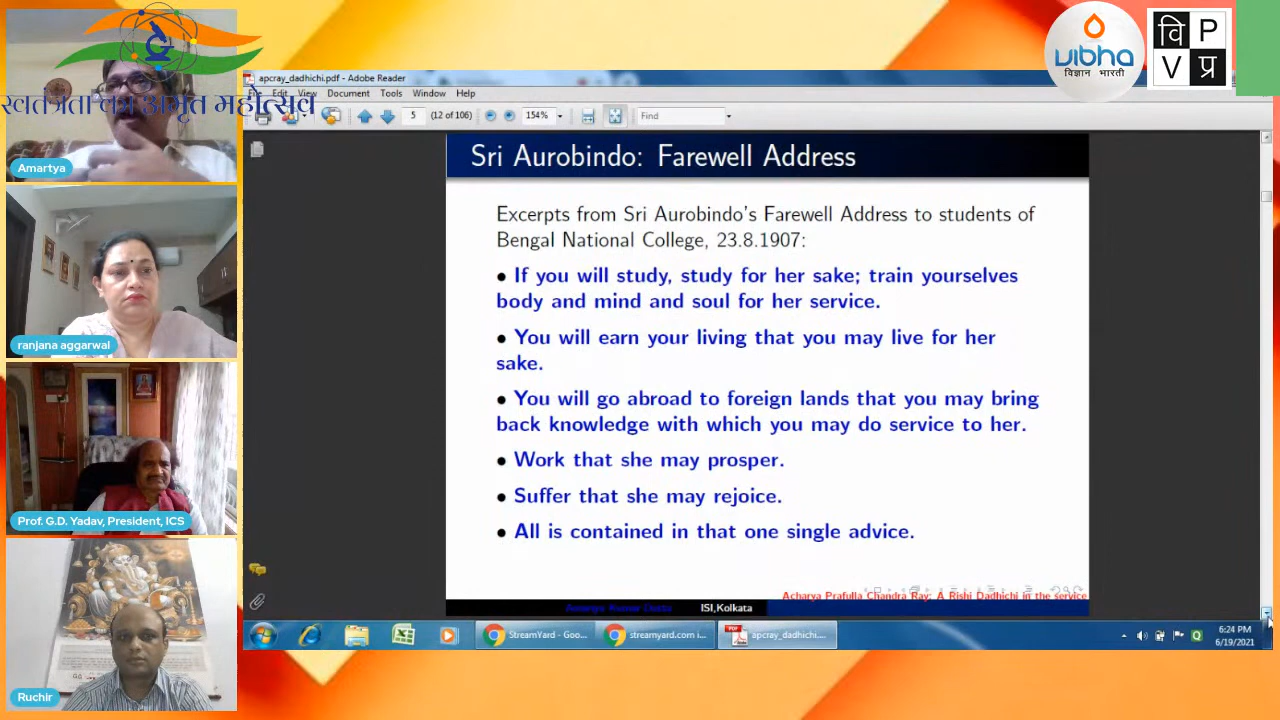 स्वतंत्रता का अमृत महोत्सव
Amartya
ranjana aggarwal
Prof. G.D. Yadav, President, ICS
Ruchir
vibha
विज्ञान भारती
वि P
V प्र
apcray_dadhichi.pdf - Adobe Reader
Edit View Document Tools Window Help
5 (12 of 106) 154% Find
Sri Aurobindo: Farewell Address
Excerpts from Sri Aurobindo's Farewell Address to students of
Bengal National College, 23.8.1907:
● If you will study, study for her sake; train yourselves
body and mind and soul for her service.
● You will earn your living that you may live for her
sake.
● You will go abroad to foreign lands that you may bring
back knowledge with which you may do service to her.
● Work that she may prosper.
● Suffer that she may rejoice.
● All is contained in that one single advice.
Acharya Prafulla Chandra Ray: A Rishi Dadhichi in the service
ISI,Kolkata
StreamYard - Goo... streamyard.com i... apcray_dadhichi....
6:24 PM
6/19/2021